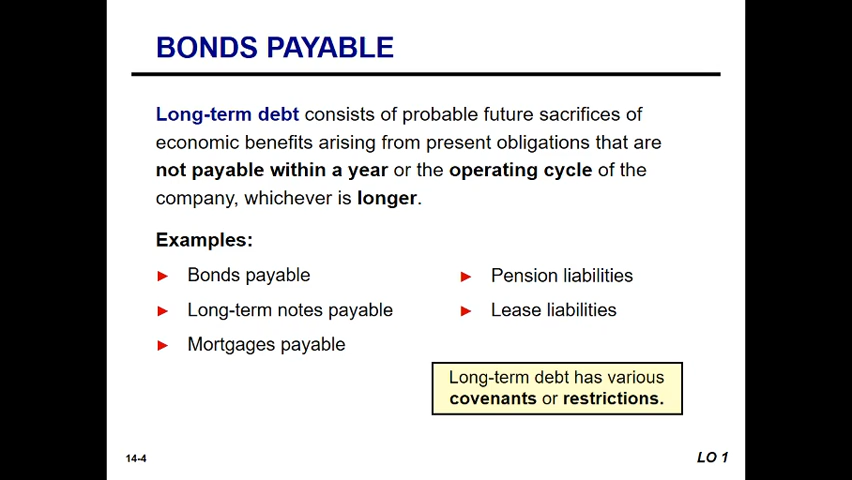 BONDS PAYABLE
Long-term debt consists of probable future sacrifices of
economic benefits arising from present obligations that are
not payable within a year or the operating cycle of the
company, whichever is longer.
Examples:
Bonds payable
Long-term notes payable
Mortgages payable
Pension liabilities
Lease liabilities
Long-term debt has various
covenants or restrictions.
14-4
LO 1